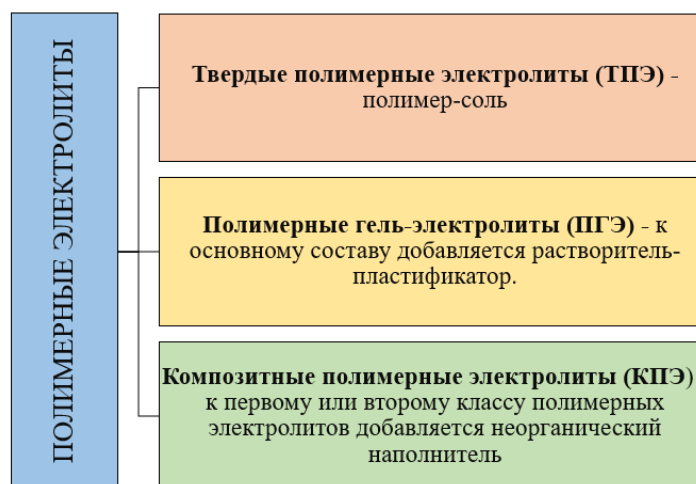 ПОЛИМЕРНЫЕ ЭЛЕКТРОЛИТЫ
Твердые полимерные электролиты (ТПЭ) -
полимер-соль
Полимерные гель-электролиты (ПГЭ) - к
основному составу добавляется растворитель-
пластификатор.
Композитные полимерные электролиты (КПЭ)
к первому или второму классу полимерных
электролитов добавляется неорганический
наполнитель